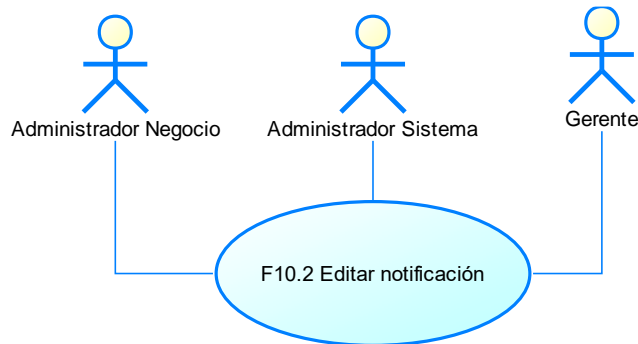 Administrador Negocio
Administrador Sistema
Gerente
F10.2 Editar notificación